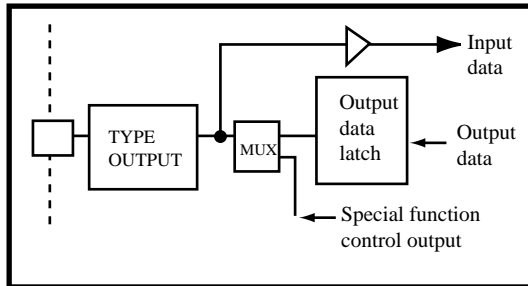 Input
data
TYPE
OUTPUT
MUX
Output
data
latch
Output
data
Special function
control output